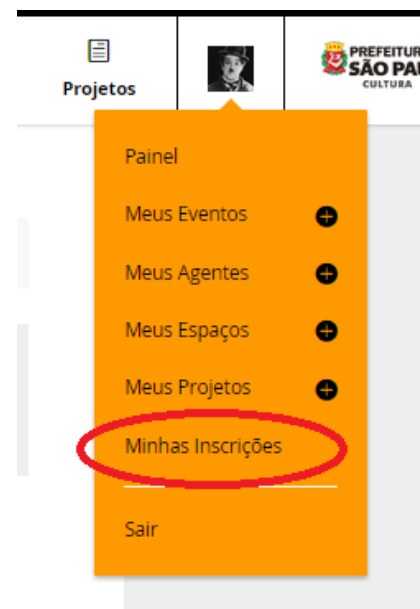 Projetos
PREFEITUR
SÃO PAU
CULTURA
Painel
Meus Eventos
Meus Agentes
Meus Espaços
Meus Projetos
Minhas Inscrições
Sair